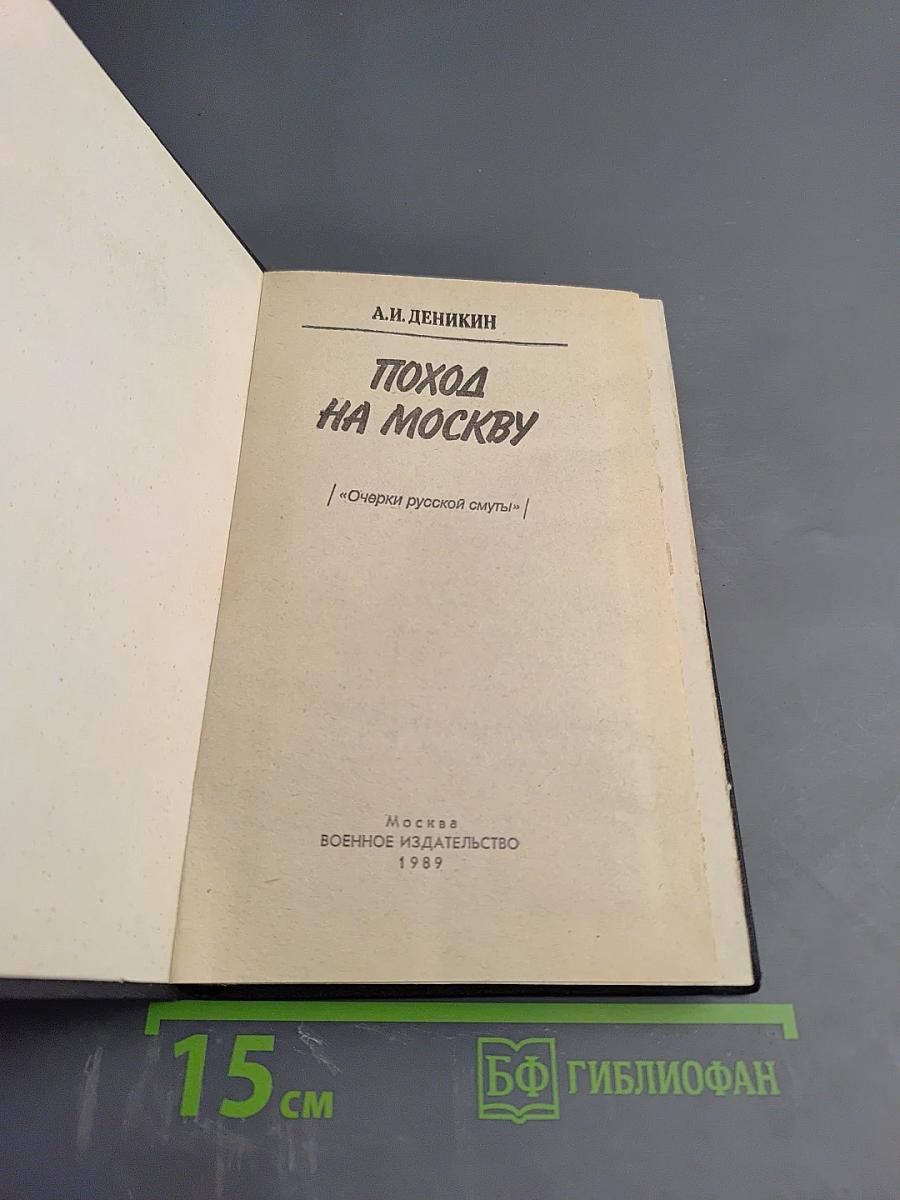 А.И. ДЕНИКИН
ПОХОД
НА МОСКВУ
«Очерки русской смуты»
Москва
ВОЕННОЕ ИЗДАТЕЛЬСТВО
1989
15 см
БФ ГИБЛИОФАН